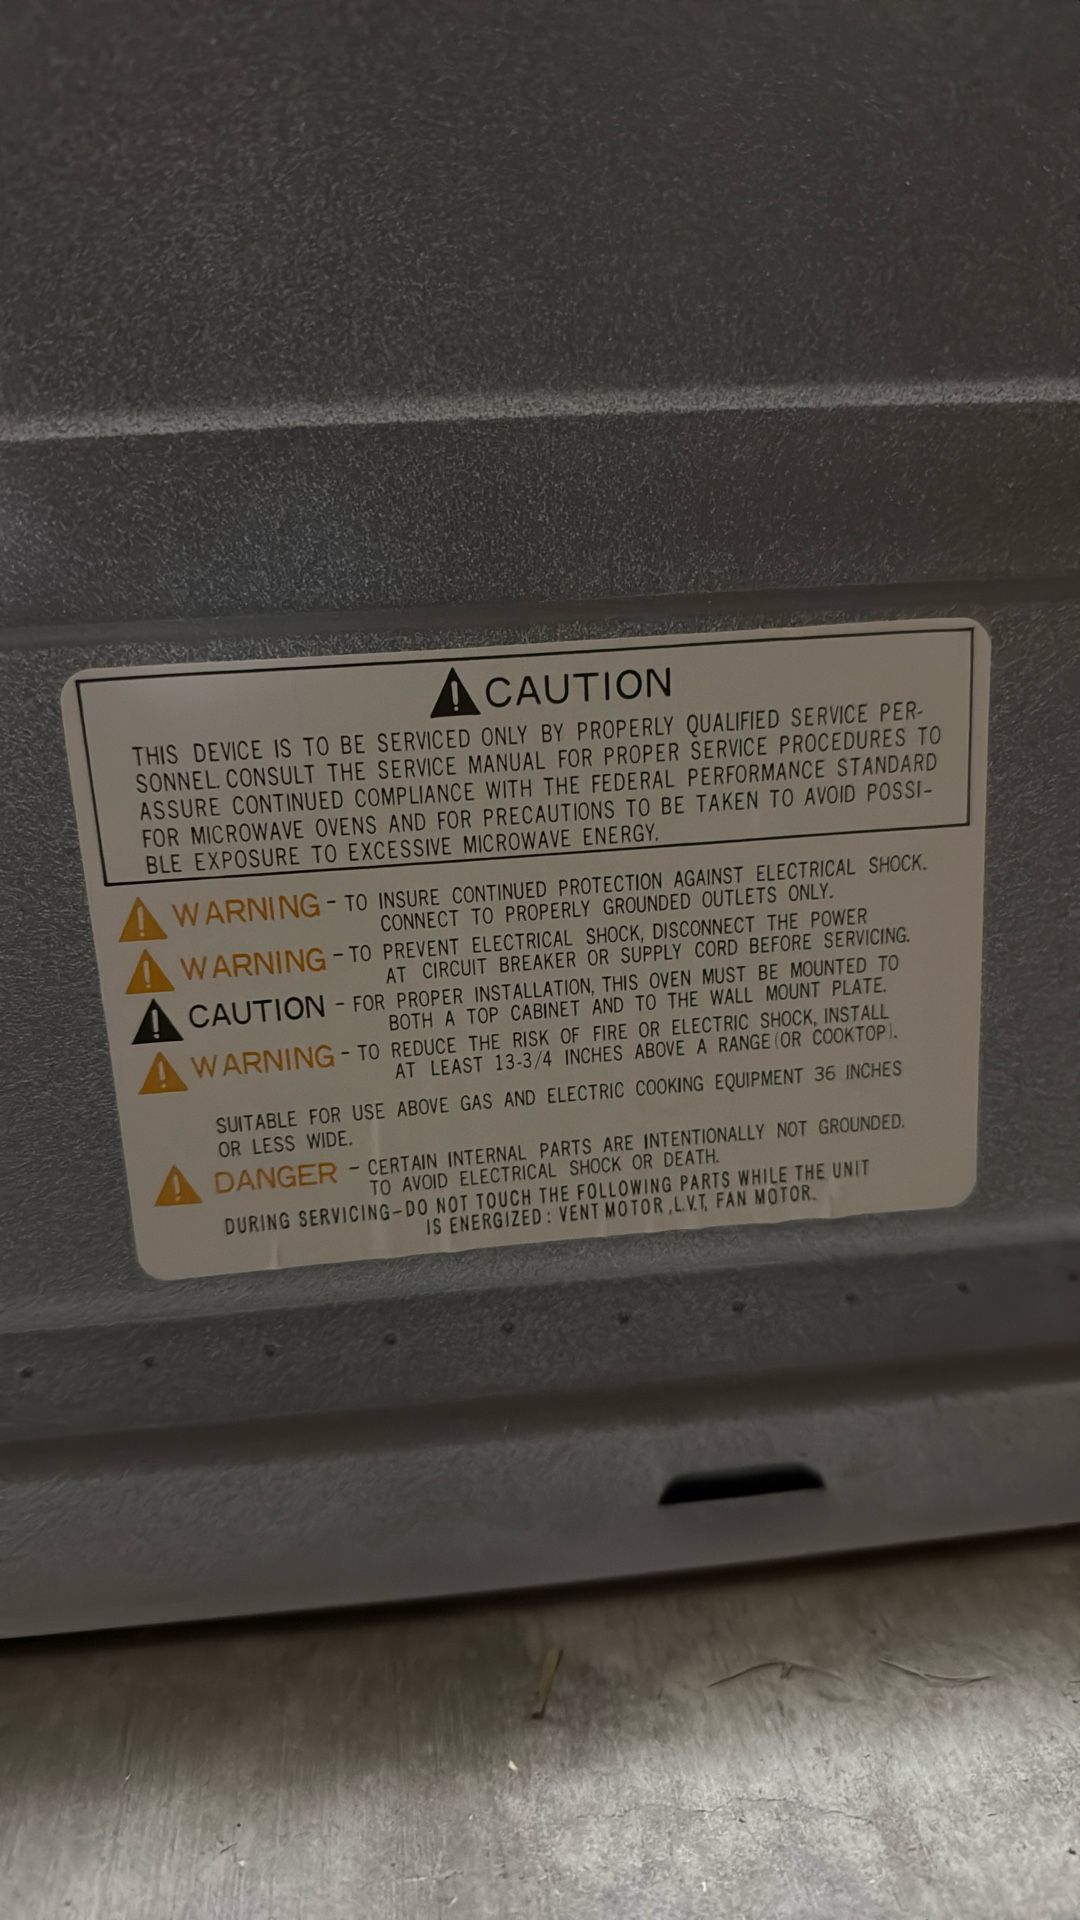 CAUTION
THIS DEVICE IS TO BE SERVICED ONLY BY PROPERLY QUALIFIED SERVICE PER-
SONNEL. CONSULT THE SERVICE MANUAL FOR PROPER SERVICE PROCEDURES TO
ASSURE CONTINUED COMPLIANCE WITH THE FEDERAL PERFORMANCE STANDARD
FOR MICROWAVE OVENS AND FOR PRECAUTIONS TO BE TAKEN TO AVOID POSSI-
BLE EXPOSURE TO EXCESSIVE MICROWAVE ENERGY.
WARNING - TO INSURE CONTINUED PROTECTION AGAINST ELECTRICAL SHOCK.
CONNECT TO PROPERLY GROUNDED OUTLETS ONLY.
WARNING - TO PREVENT ELECTRICAL SHOCK, DISCONNECT THE POWER
AT CIRCUIT BREAKER OR SUPPLY CORD BEFORE SERVICING.
CAUTION - FOR PROPER INSTALLATION, THIS OVEN MUST BE MOUNTED TO
BOTH A TOP CABINET AND TO THE WALL MOUNT PLATE.
WARNING - TO REDUCE THE RISK OF FIRE OR ELECTRIC SHOCK, INSTALL
AT LEAST 13-3/4 INCHES ABOVE A RANGE (OR COOKTOP).
SUITABLE FOR USE ABOVE GAS AND ELECTRIC COOKING EQUIPMENT 36 INCHES
OR LESS WIDE.
DANGER - CERTAIN INTERNAL PARTS ARE INTENTIONALLY NOT GROUNDED.
TO AVOID ELECTRICAL SHOCK OR DEATH.
DURING SERVICING-DO NOT TOUCH THE FOLLOWING PARTS WHILE THE UNIT
IS ENERGIZED: VENT MOTOR, L.V.T, FAN MOTOR.